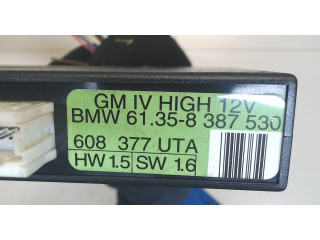 GM IV HIGH 12V
BMW 61.35-8 387 530
608 377 UTA
HW 1.5 SW 1.6